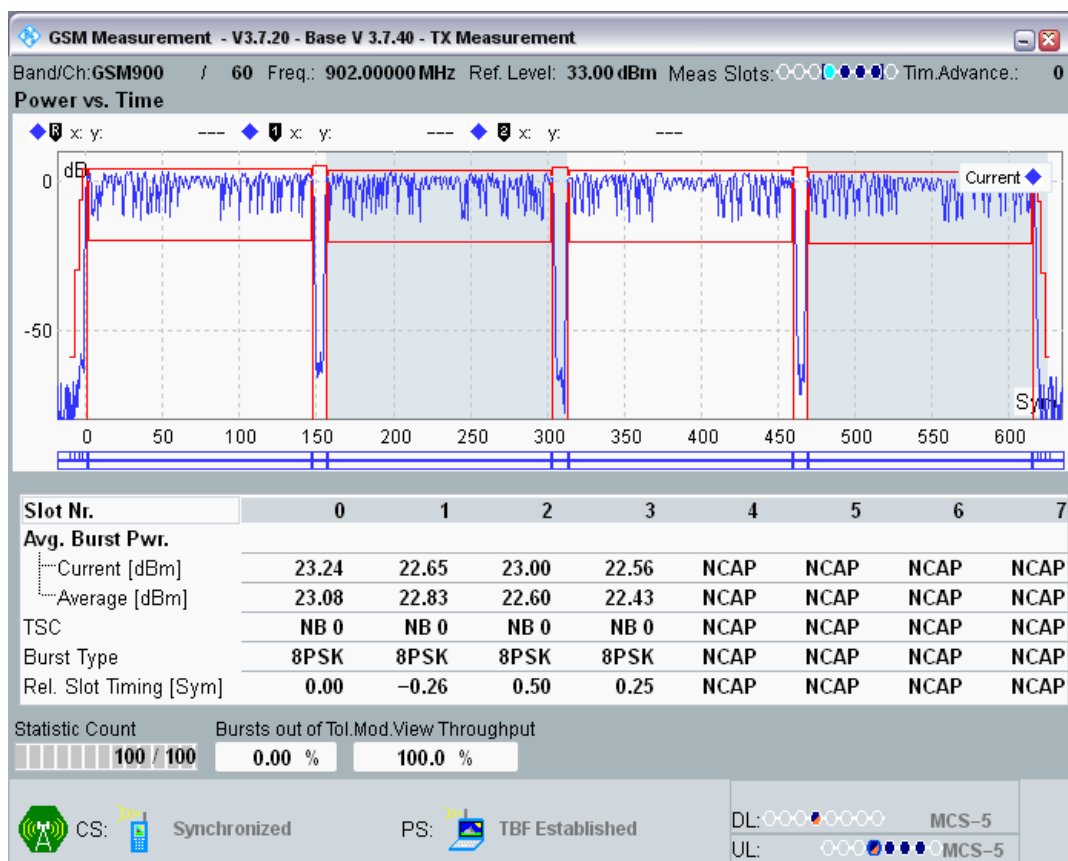 GSM Measurement - V3.7.20 - Base V 3.7.40 - TX Measurement
Band/Ch:GSM900 / 60 Freq.: 902.00000 MHz Ref. Level: 33.00 dBm Meas Slots: Tim.Advance.: 0
Power vs. Time
R x: y: --- 1 x: y: --- 2 x: y: ---
dB
Current
0
-50
Sym
0 50 100 150 200 250 300 350 400 450 500 550 600
Slot Nr. 0 1 2 3 4 5 6 7
Avg. Burst Pwr.
Current [dBm] 23.24 22.65 23.00 22.56 NCAP NCAP NCAP NCAP
Average [dBm] 23.08 22.83 22.60 22.43 NCAP NCAP NCAP NCAP
TSC NB 0 NB 0 NB 0 NB 0 NCAP NCAP NCAP NCAP
Burst Type 8PSK 8PSK 8PSK 8PSK NCAP NCAP NCAP NCAP
Rel. Slot Timing [Sym] 0.00 −0.26 0.50 0.25 NCAP NCAP NCAP NCAP
Statistic Count Bursts out of Tol.Mod.View Throughput
100 / 100 0.00 % 100.0 %
CS: Synchronized PS: TBF Established
DL: MCS−5
UL: MCS−5